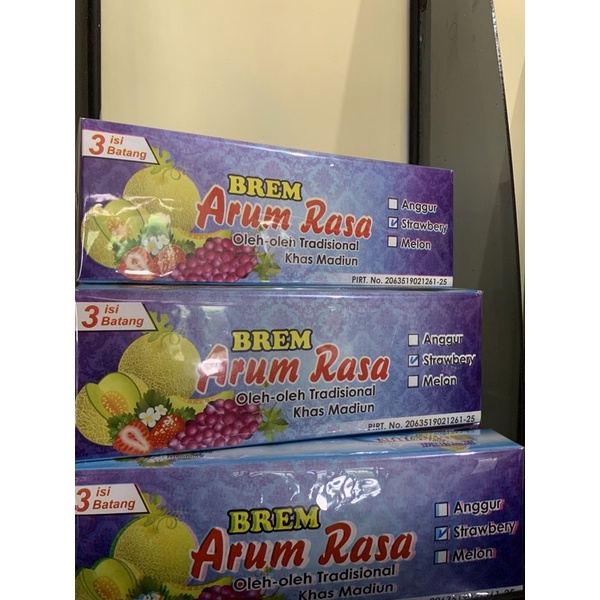 3 isi
Batang
BREM
Arum Rasa
Oleh-oleh Tradisional
Khas Madiun
Anggur
Strawbery
Melon
PIRT. No. 2063519021261-25
3 isi
Batang
BREM
Arum Rasa
Oleh-oleh Tradisional
Khas Madiun
Anggur
Strawbery
Melon
PIRT. No. 2063519021261-25
3 isi
Batang
BREM
Arum Rasa
Oleh-oleh Tradisional
Khas Madiun
Anggur
Strawbery
Melon